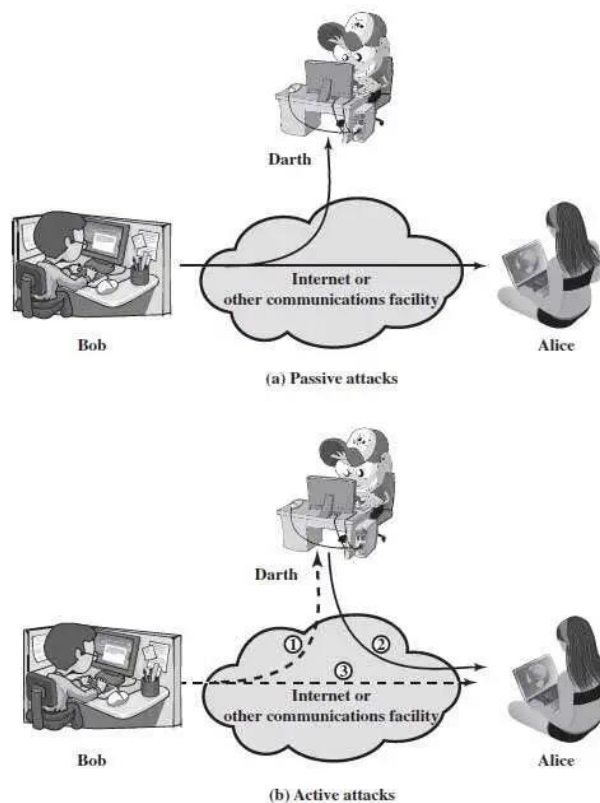 Darth
Internet or
other communications facility
Bob
Alice
(a) Passive attacks
Darth
1
2
3
Internet or
other communications facility
Bob
Alice
(b) Active attacks